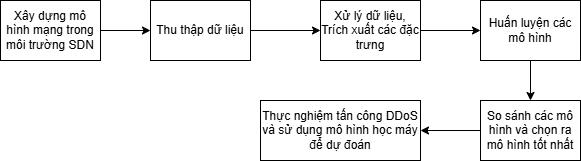 Xây dựng mô
hình mạng trong
môi trường SDN
Thu thập dữ liệu
Xử lý dữ liệu,
Trích xuất các đặc
trưng
Huấn luyện các
mô hình
So sánh các mô
hình và chọn ra
mô hình tốt nhất
Thực nghiệm tấn công DDoS
và sử dụng mô hình học máy
để dự đoán